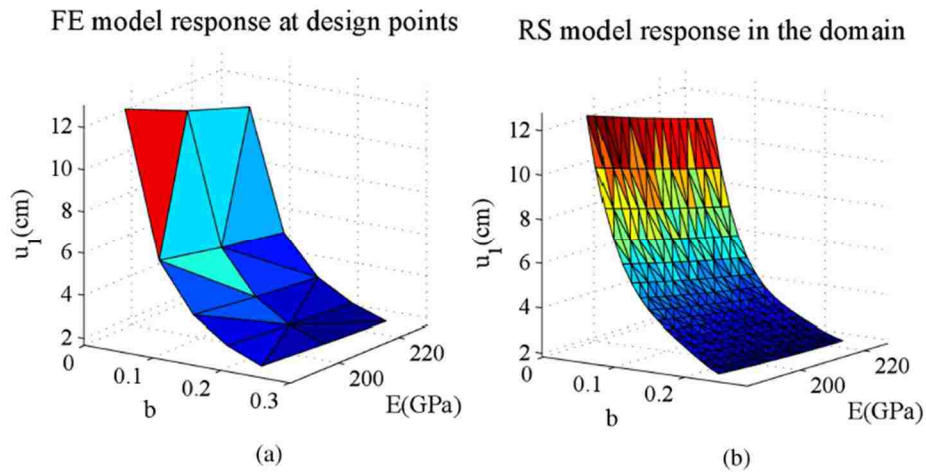 FE model response at design points
RS model response in the domain
12
10
8
6
4
2
u1(cm)
0
0.1
0.2
0.3
b
200
220
E(GPa)
(a)
12
10
8
6
4
2
u1(cm)
0
0.1
0.2
b
200
220
E(GPa)
(b)